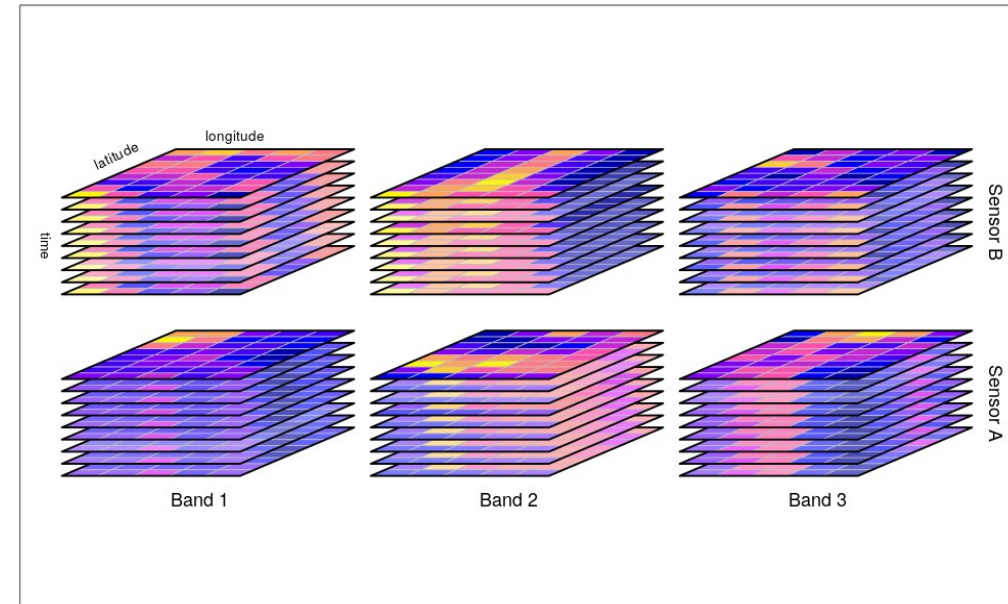 longitude
latitude
time
Sensor B
Sensor A
Band 1
Band 2
Band 3